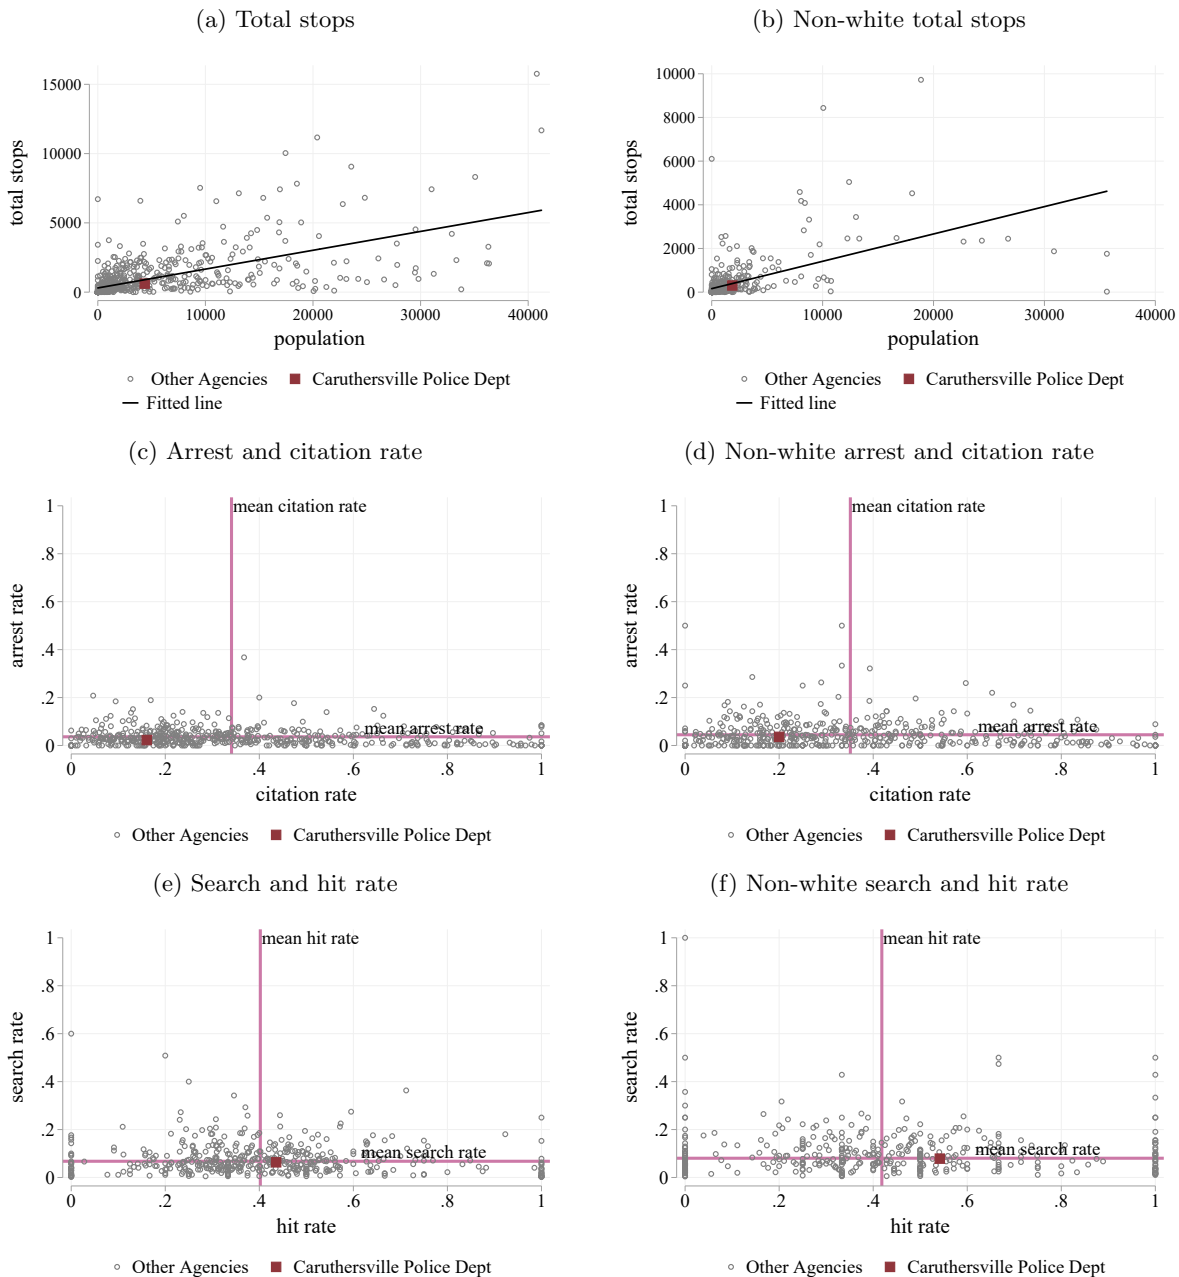 (a) Total stops
(b) Non-white total stops
total stops
15000
10000
5000
0
0 10000 20000 30000 40000
population
Other Agencies Caruthersville Police Dept
Fitted line
total stops
10000
8000
6000
4000
2000
0
0 10000 20000 30000 40000
population
Other Agencies Caruthersville Police Dept
Fitted line
(c) Arrest and citation rate
(d) Non-white arrest and citation rate
arrest rate
1
.8
.6
.4
.2
0
mean citation rate
mean arrest rate
0 .2 .4 .6 .8 1
citation rate
Other Agencies Caruthersville Police Dept
arrest rate
1
.8
.6
.4
.2
0
mean citation rate
mean arrest rate
0 .2 .4 .6 .8 1
citation rate
Other Agencies Caruthersville Police Dept
(e) Search and hit rate
(f) Non-white search and hit rate
search rate
1
.8
.6
.4
.2
0
mean hit rate
mean search rate
0 .2 .4 .6 .8 1
hit rate
Other Agencies Caruthersville Police Dept
search rate
1
.8
.6
.4
.2
0
mean hit rate
mean search rate
0 .2 .4 .6 .8 1
hit rate
Other Agencies Caruthersville Police Dept